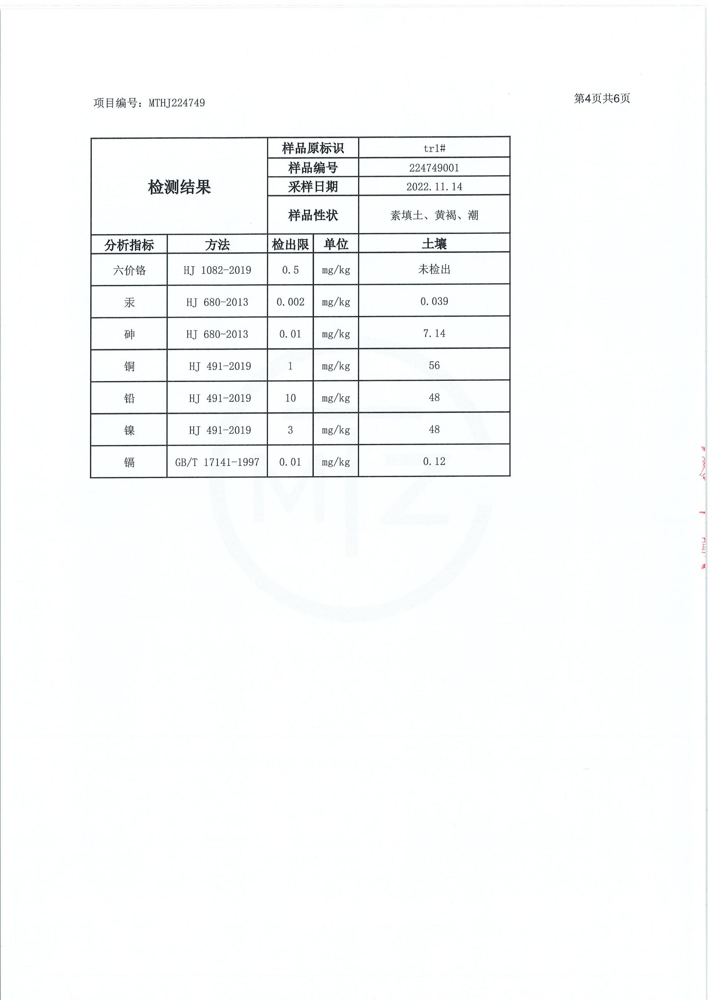 项目编号: MTHJ224749
第4页共6页
检测结果
样品原标识 tr1#
样品编号 224749001
采样日期 2022.11.14
样品性状 素填土、黄褐、潮
分析指标 方法 检出限 单位 土壤
六价铬 HJ 1082-2019 0.5 mg/kg 未检出
汞 HJ 680-2013 0.002 mg/kg 0.039
砷 HJ 680-2013 0.01 mg/kg 7.14
铜 HJ 491-2019 1 mg/kg 56
铅 HJ 491-2019 10 mg/kg 48
镍 HJ 491-2019 3 mg/kg 48
镉 GB/T 17141-1997 0.01 mg/kg 0.12
MTZ